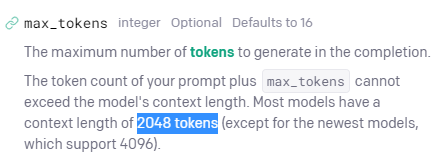 max_tokens integer Optional Defaults to 16
The maximum number of tokens to generate in the completion.
The token count of your prompt plus max_tokens cannot
exceed the model's context length. Most models have a
context length of 2048 tokens (except for the newest models,
which support 4096).